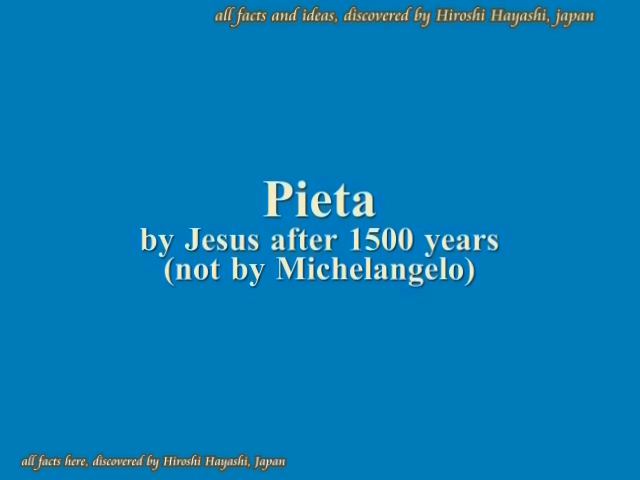 all facts and ideas, discovered by Hiroshi Hayashi, japan
Pieta
by Jesus after 1500 years
(not by Michelangelo)
all facts here, discovered by Hiroshi Hayashi, Japan